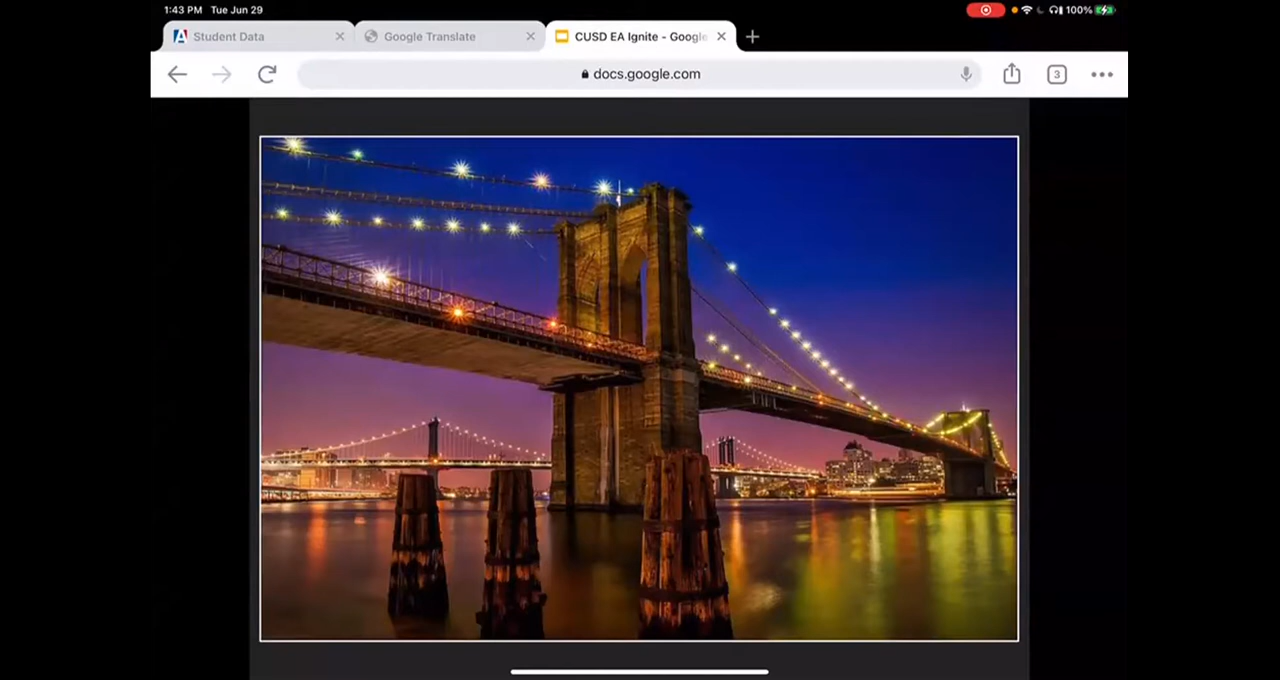 1:43 PM Tue Jun 29
100%
Student Data
Google Translate
CUSD EA Ignite - Google
docs.google.com
3